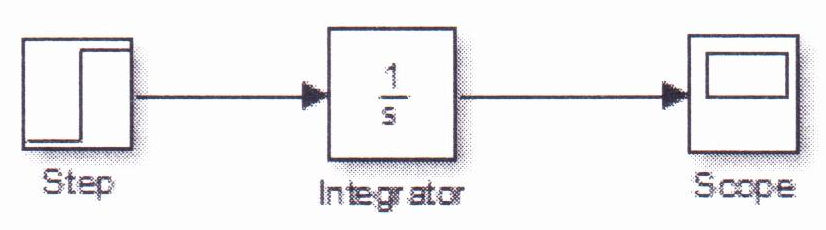 1
s
Step
Integrator
Scope